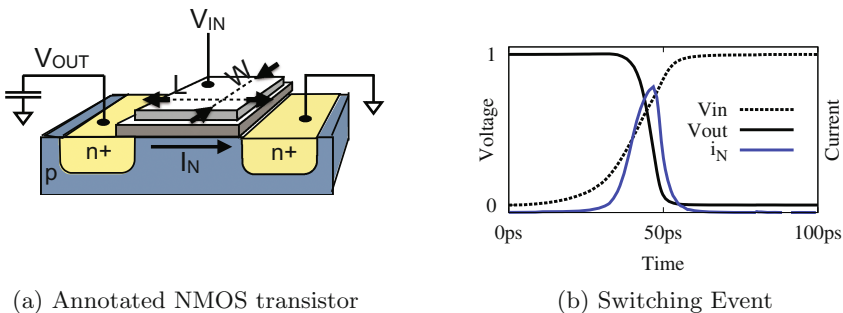 V_IN
V_OUT
L
W
n+
I_N
n+
p
(a) Annotated NMOS transistor
1
Voltage
0
Vin
Vout
i_N
Current
0ps
50ps
100ps
Time
(b) Switching Event